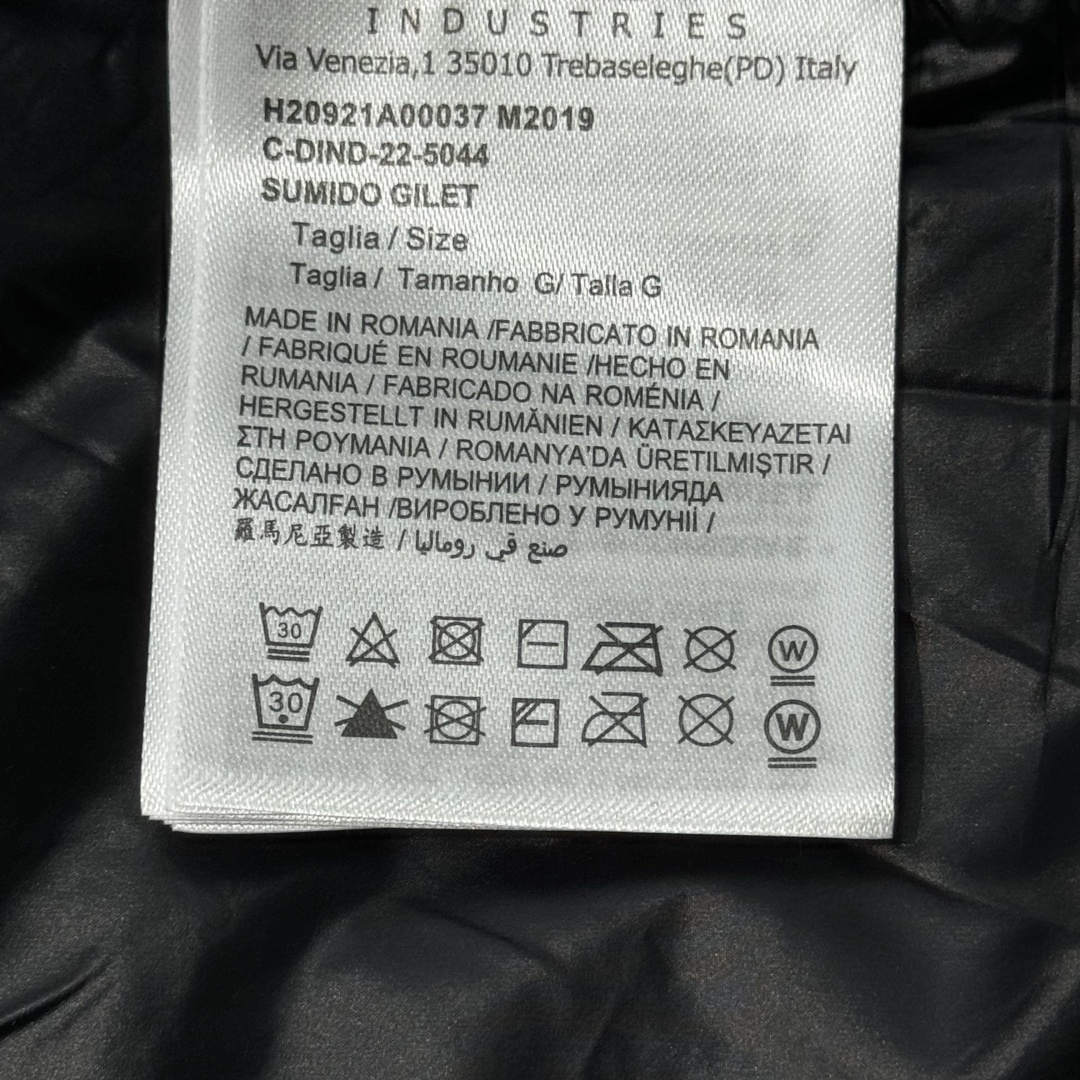 INDUSTRIES
Via Venezia,1 35010 Trebaseleghe(PD) Italy
H20921A00037 M2019
C-DIND-22-5044
SUMIDO GILET
Taglia / Size
Taglia / Tamanho G/ Talla G
MADE IN ROMANIA /FABBRICATO IN ROMANIA
/ FABRIQUÉ EN ROUMANIE /HECHO EN
RUMANIA / FABRICADO NA ROMÉNIA /
HERGESTELLT IN RUMĂNIEN / ΚΑΤΑΣΚΕΥΑΖΕΤΑΙ
ΣΤΗ ΡΟΥΜΑΝΙΑ / ROMANYA'DA ÜRETILMIŞTIR /
СДЕЛАНО В РУМЫНИИ / РУМЫНИЯДА
ЖАСАЛҒАН /ВИРОБЛЕНО У РУМУНІЇ /
羅馬尼亞製造 / صنع في روماليا
30 W
30 W